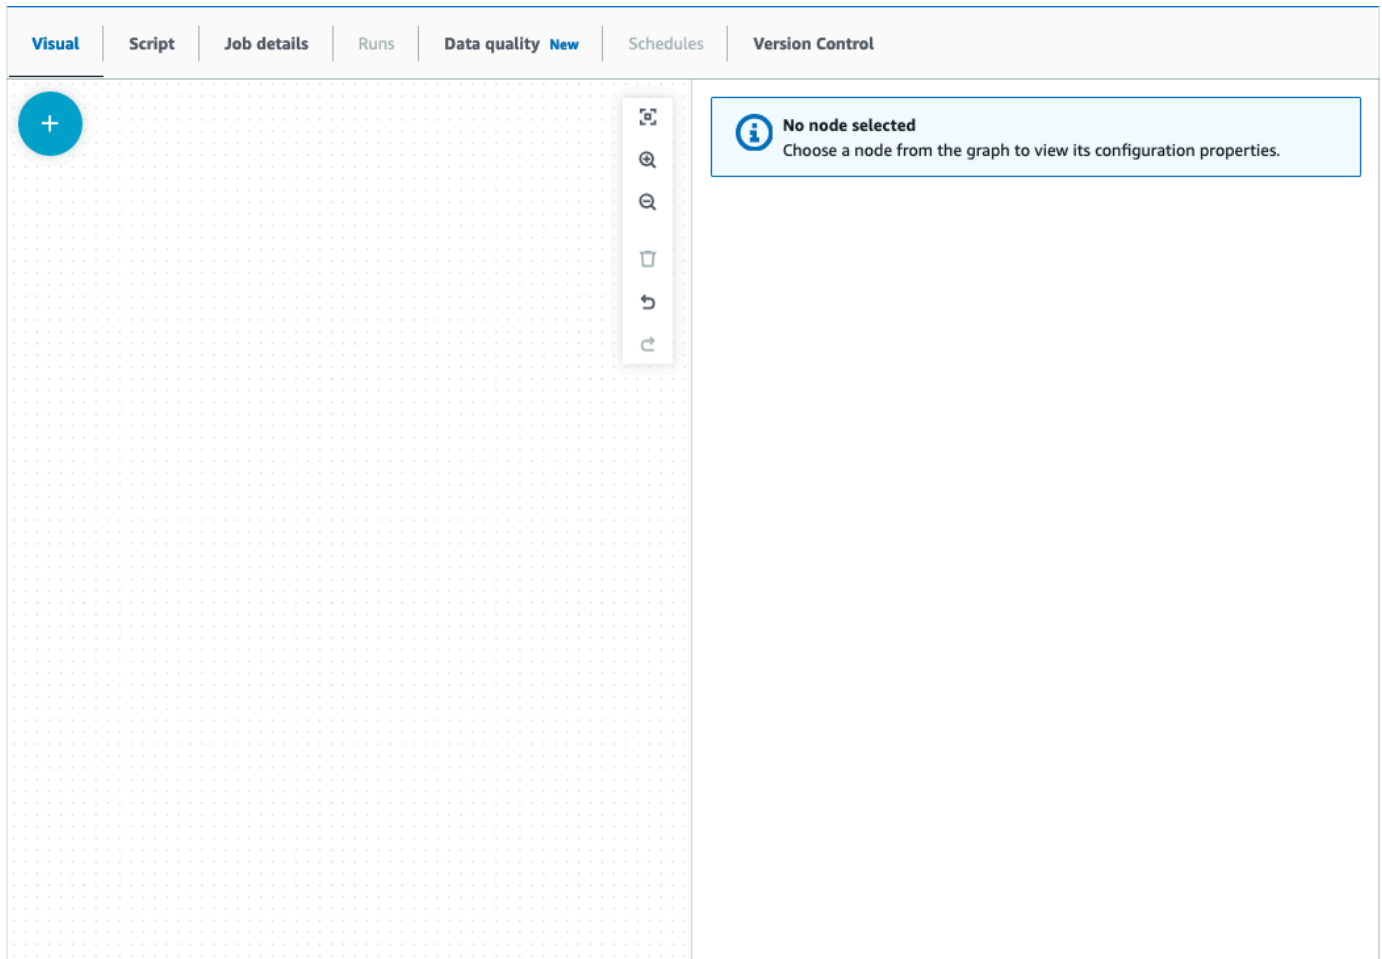 Visual Script Job details Runs Data quality New Schedules Version Control
No node selected
Choose a node from the graph to view its configuration properties.